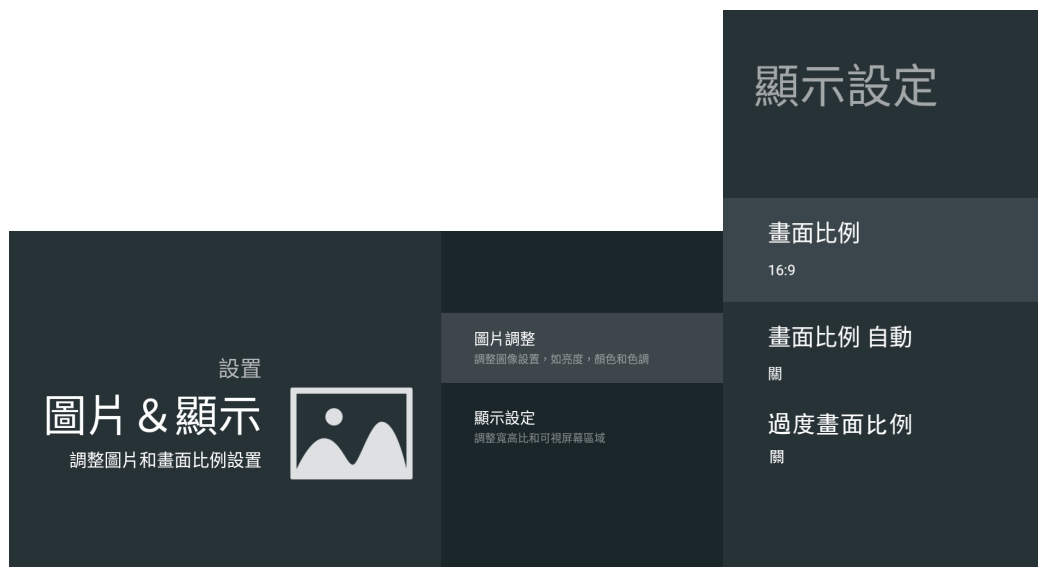 設置
圖片 & 顯示
調整圖片和畫面比例設置
圖片調整
調整圖像設置，如亮度，顏色和色調
顯示設定
調整寬高比和可視屏幕區域
顯示設定
畫面比例
16:9
畫面比例 自動
關
過度畫面比例
關